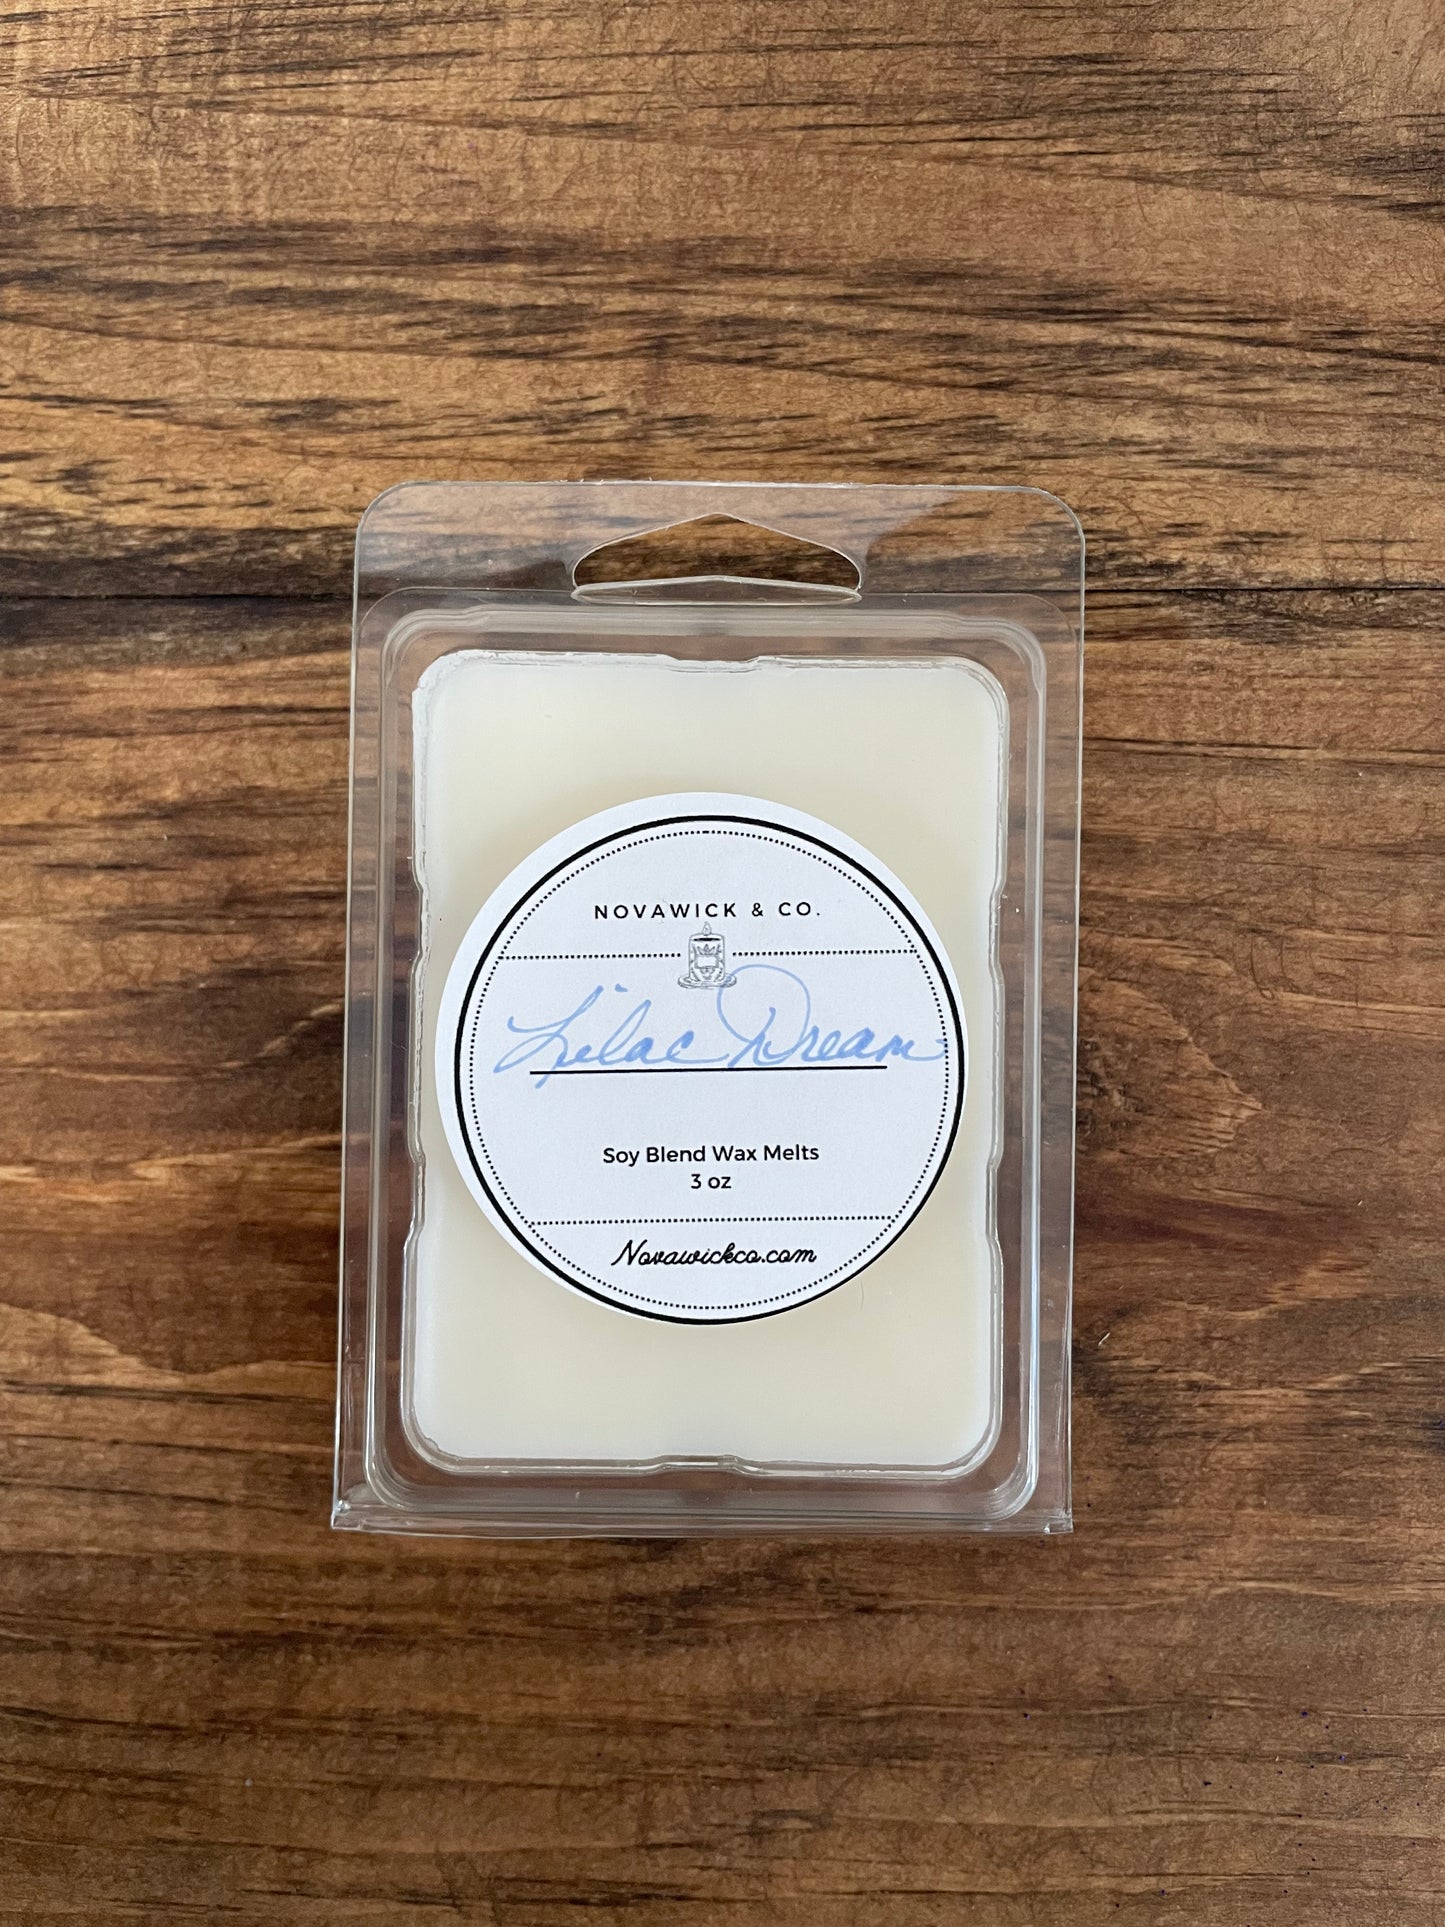 NOVAWICK & CO.
Lilac Dream
Soy Blend Wax Melts
3 oz
Novawickco.com